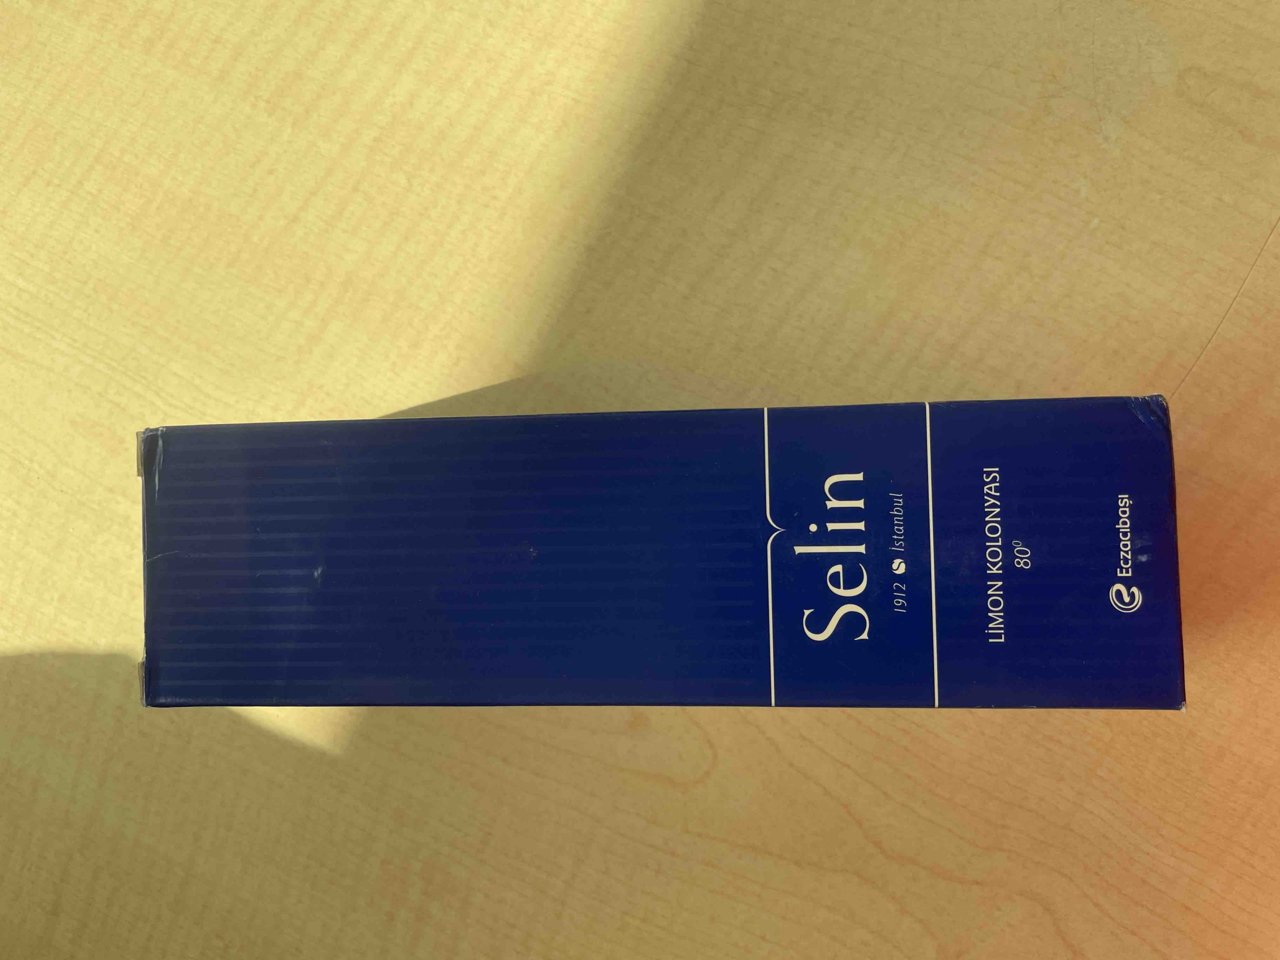 Selin
1912 İstanbul
LİMON KOLONYASI
80⁰
Eczacıbaşı